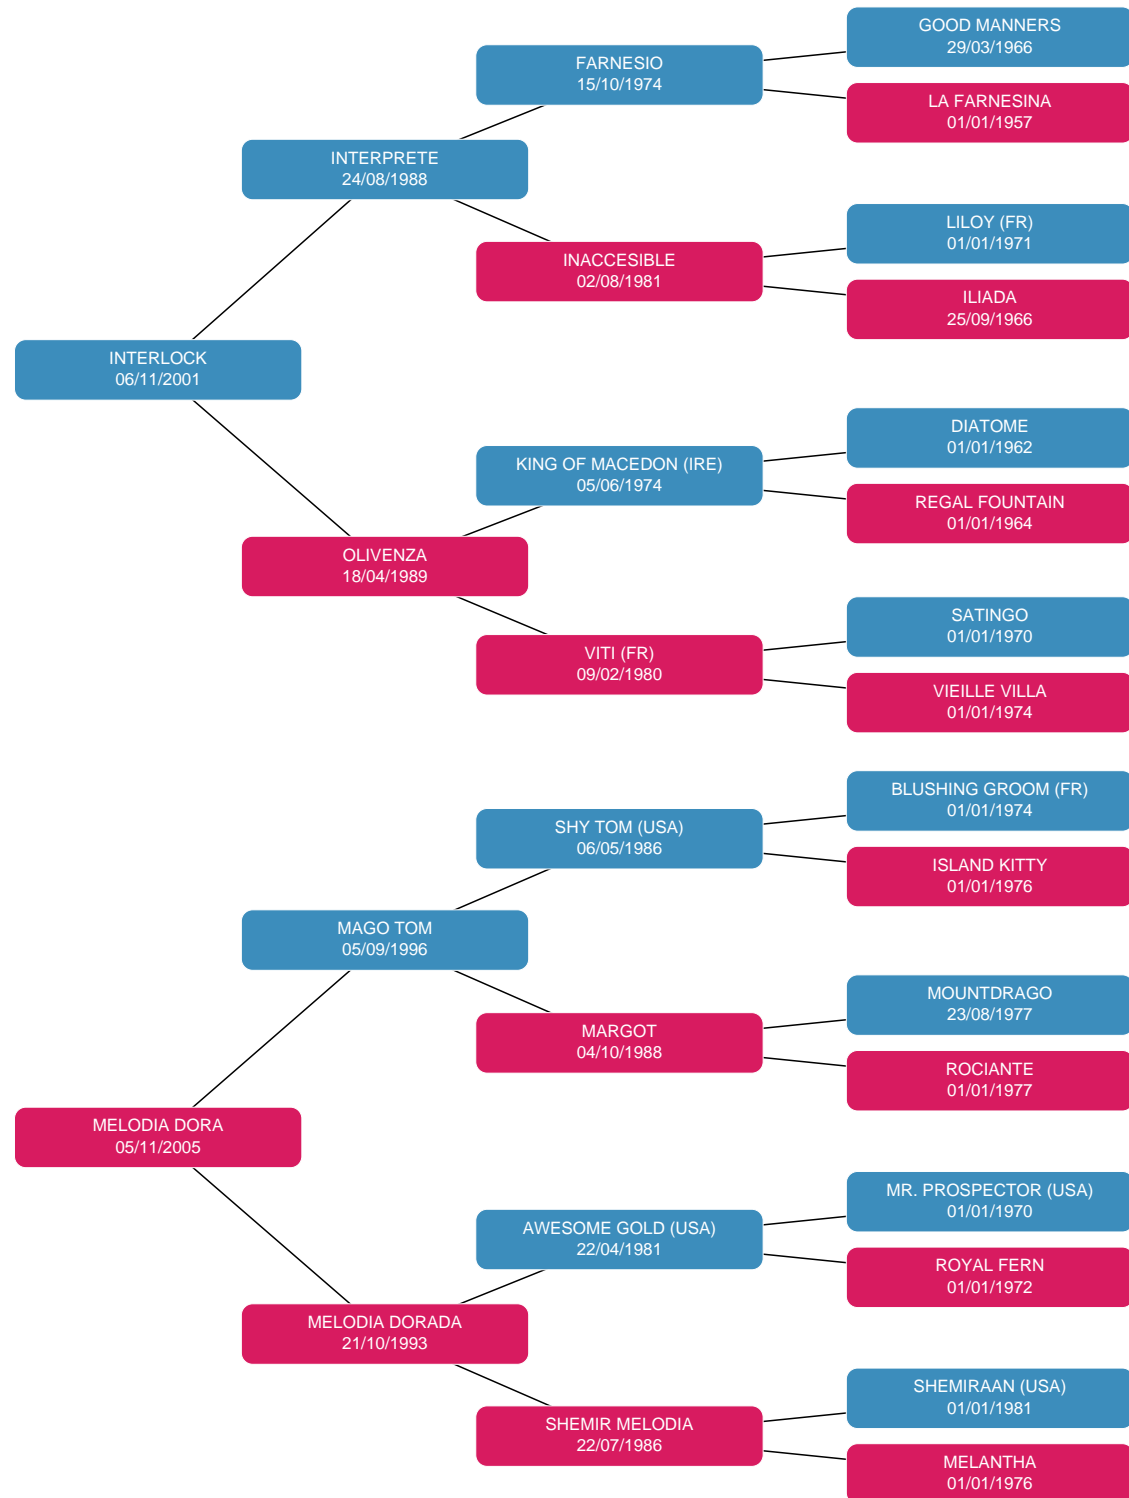 GOOD MANNERS
29/03/1966
FARNESIO
15/10/1974
LA FARNESINA
01/01/1957
INTERPRETE
24/08/1988
LILOY (FR)
01/01/1971
INACCESIBLE
02/08/1981
ILIADA
25/09/1966
INTERLOCK
06/11/2001
DIATOME
01/01/1962
KING OF MACEDON (IRE)
05/06/1974
REGAL FOUNTAIN
01/01/1964
OLIVENZA
18/04/1989
SATINGO
01/01/1970
VITI (FR)
09/02/1980
VIEILLE VILLA
01/01/1974
BLUSHING GROOM (FR)
01/01/1974
SHY TOM (USA)
06/05/1986
ISLAND KITTY
01/01/1976
MAGO TOM
05/09/1996
MOUNTDRAGO
23/08/1977
MARGOT
04/10/1988
ROCIANTE
01/01/1977
MELODIA DORA
05/11/2005
MR. PROSPECTOR (USA)
01/01/1970
AWESOME GOLD (USA)
22/04/1981
ROYAL FERN
01/01/1972
MELODIA DORADA
21/10/1993
SHEMIRAAN (USA)
01/01/1981
SHEMIR MELODIA
22/07/1986
MELANTHA
01/01/1976